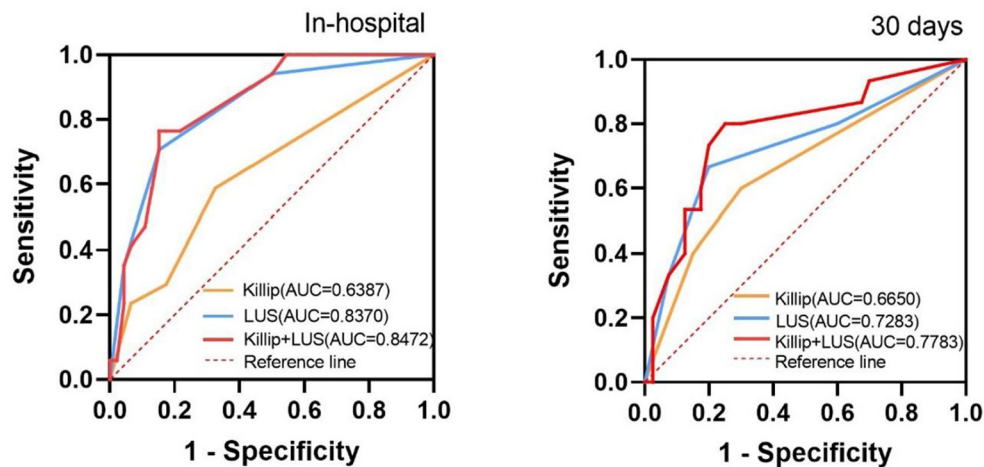 In-hospital
1.0
0.8
0.6
0.4
0.2
0.0
Sensitivity
Killip(AUC=0.6387)
LUS(AUC=0.8370)
Killip+LUS(AUC=0.8472)
Reference line
0.0 0.2 0.4 0.6 0.8 1.0
1 - Specificity
30 days
1.0
0.8
0.6
0.4
0.2
0.0
Sensitivity
Killip(AUC=0.6650)
LUS(AUC=0.7283)
Killip+LUS(AUC=0.7783)
Reference line
0.0 0.2 0.4 0.6 0.8 1.0
1 - Specificity